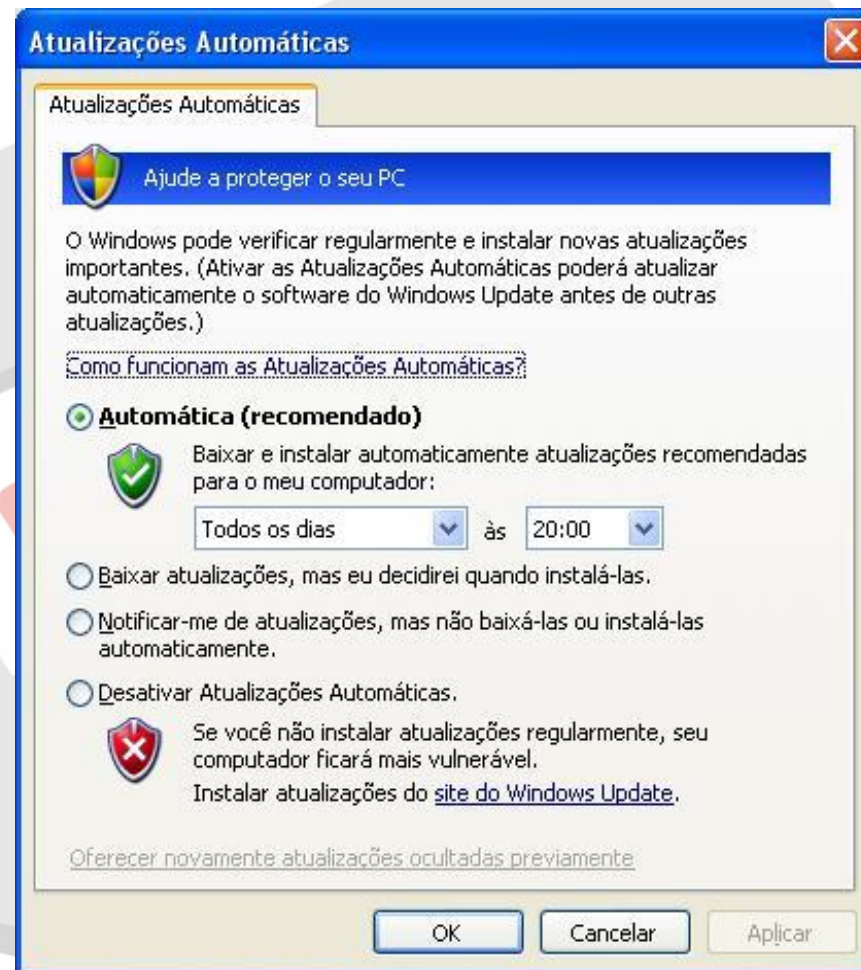 Atualizações Automáticas
Atualizações Automáticas
Ajude a proteger o seu PC
O Windows pode verificar regularmente e instalar novas atualizações
importantes. (Ativar as Atualizações Automáticas poderá atualizar
automaticamente o software do Windows Update antes de outras
atualizações.)
Como funcionam as Atualizações Automáticas?
Automática (recomendado)
Baixar e instalar automaticamente atualizações recomendadas
para o meu computador:
Todos os dias às 20:00
Baixar atualizações, mas eu decidirei quando instalá-las.
Notificar-me de atualizações, mas não baixá-las ou instalá-las
automaticamente.
Desativar Atualizações Automáticas.
Se você não instalar atualizações regularmente, seu
computador ficará mais vulnerável.
Instalar atualizações do site do Windows Update.
Oferecer novamente atualizações ocultadas previamente
OK Cancelar Aplicar